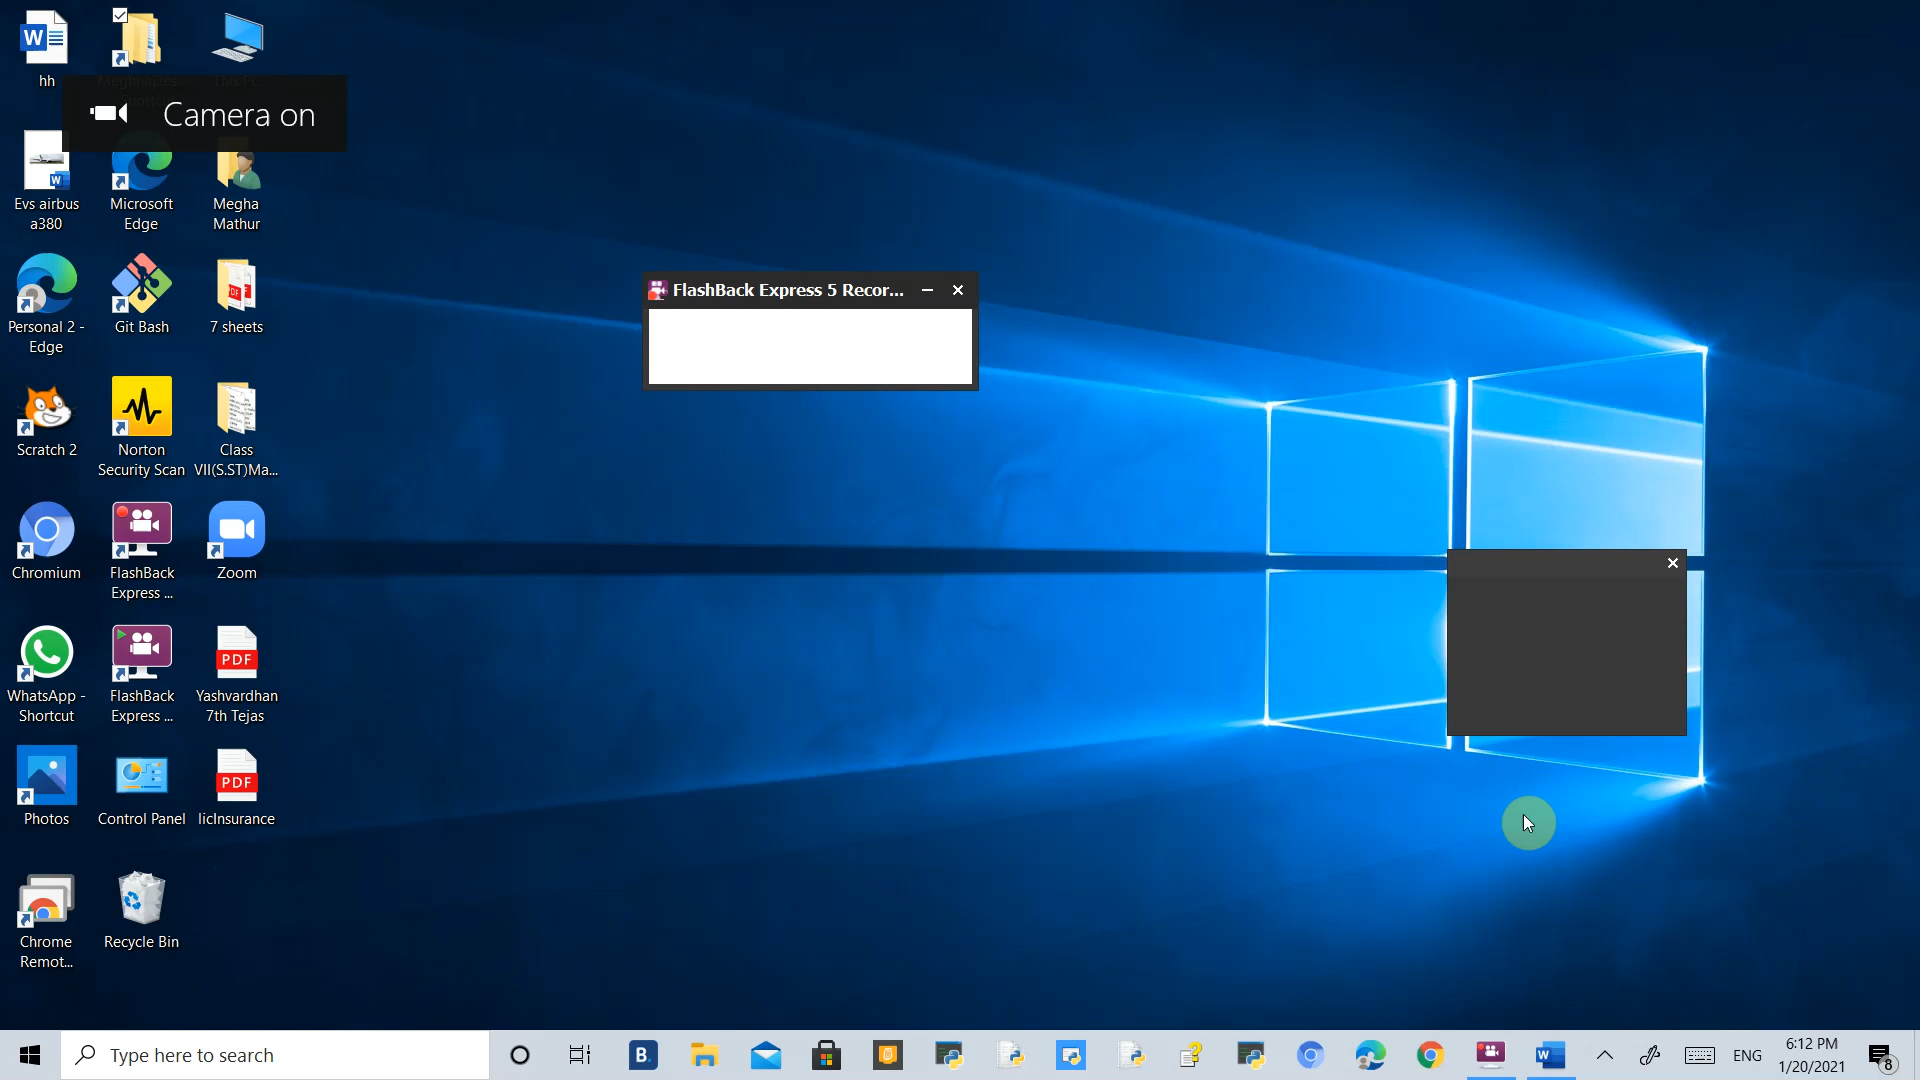 hh
Camera on
Evs airbus
a380
Microsoft
Edge
Megha
Mathur
Personal 2 -
Edge
Git Bash
7 sheets
Scratch 2
Norton
Security Scan
Class
VII(S.ST)Ma...
Chromium
FlashBack
Express ...
Zoom
WhatsApp -
Shortcut
FlashBack
Express ...
PDF
Yashvardhan
7th Tejas
Photos
Control Panel
PDF
licInsurance
Chrome
Remot...
Recycle Bin
FlashBack Express 5 Recor...
Type here to search
B.
ENG
6:12 PM
1/20/2021
8